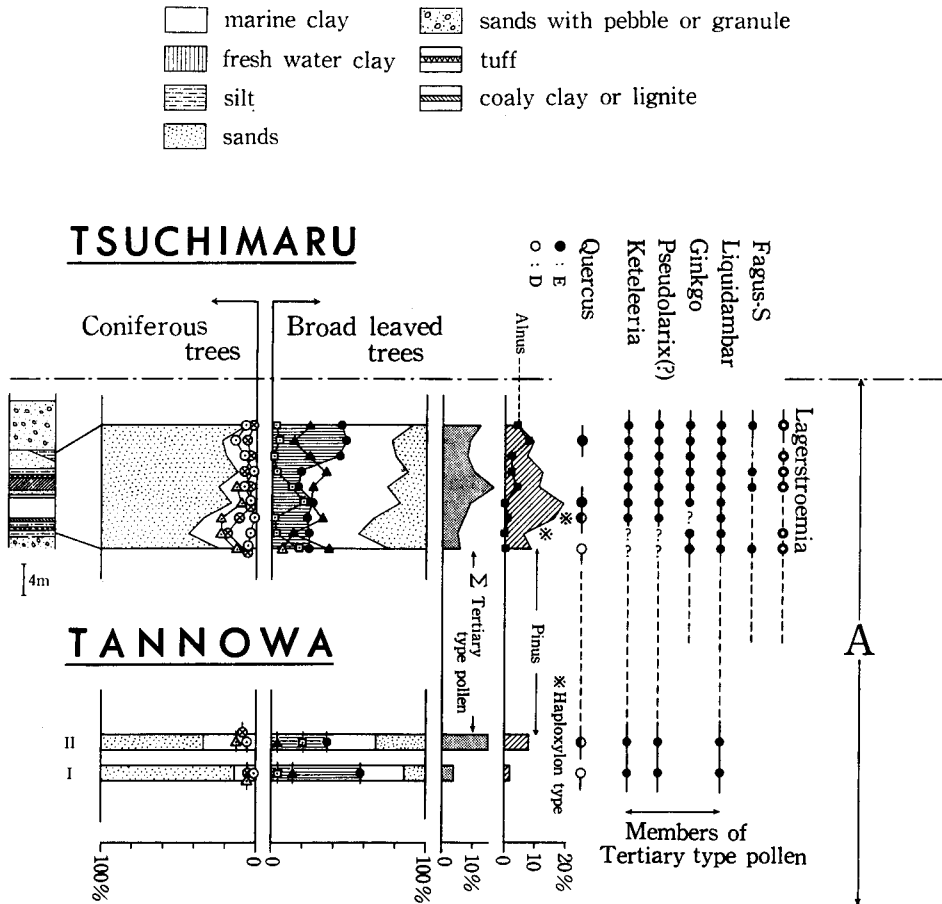 marine clay
fresh water clay
silt
sands
sands with pebble or granule
tuff
coaly clay or lignite
TSUCHIMARU
Coniferous
trees
Broad leaved
trees
○ : D
● : E
Quercus
Keteleeria
Pseudolarix(?)
Ginkgo
Liquidambar
Fagus-S
Lagerstroemia
Alnus
4m
? ?
? ?
?
Σ Tertiary
type pollen
Pinus
※
※
※Haploxylon type
A
TANNOWA
II
I
Members of
Tertiary type pollen
100%
0
0
100%
0
10%
0
10
20%